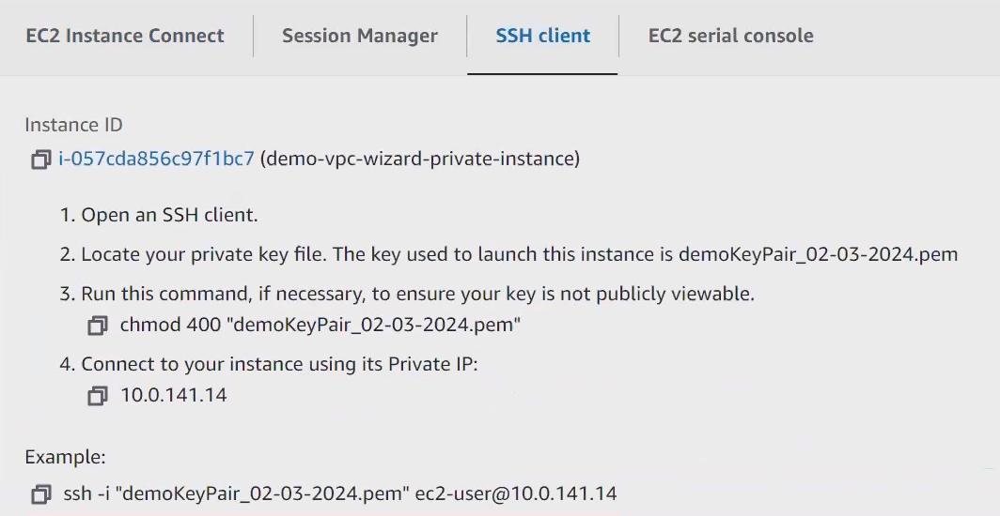 EC2 Instance Connect Session Manager SSH client EC2 serial console
Instance ID
i-057cda856c97f1bc7 (demo-vpc-wizard-private-instance)
1. Open an SSH client.
2. Locate your private key file. The key used to launch this instance is demoKeyPair_02-03-2024.pem
3. Run this command, if necessary, to ensure your key is not publicly viewable.
chmod 400 "demoKeyPair_02-03-2024.pem"
4. Connect to your instance using its Private IP:
10.0.141.14
Example:
ssh -i "demoKeyPair_02-03-2024.pem" ec2-user@10.0.141.14